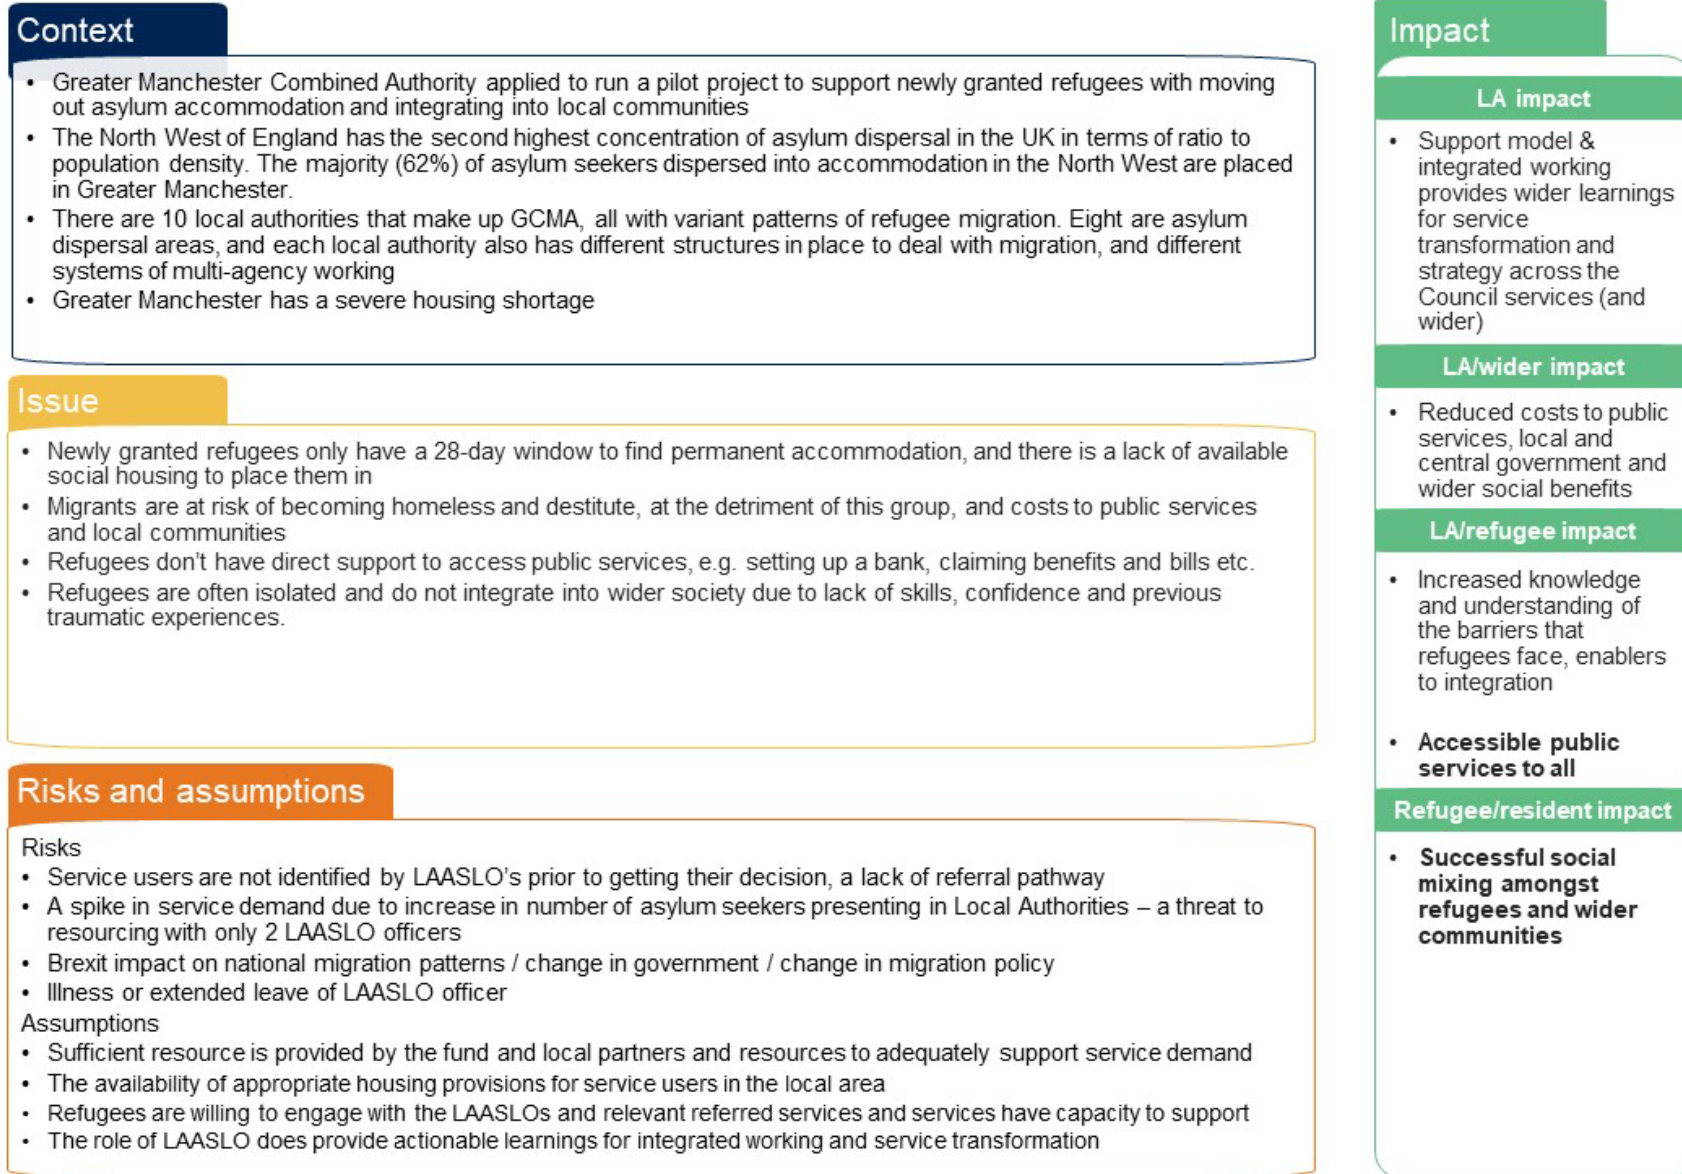 Context
• Greater Manchester Combined Authority applied to run a pilot project to support newly granted refugees with moving
out asylum accommodation and integrating into local communities
• The North West of England has the second highest concentration of asylum dispersal in the UK in terms of ratio to
population density. The majority (62%) of asylum seekers dispersed into accommodation in the North West are placed
in Greater Manchester.
• There are 10 local authorities that make up GCMA, all with variant patterns of refugee migration. Eight are asylum
dispersal areas, and each local authority also has different structures in place to deal with migration, and different
systems of multi-agency working
• Greater Manchester has a severe housing shortage
Issue
• Newly granted refugees only have a 28-day window to find permanent accommodation, and there is a lack of available
social housing to place them in
• Migrants are at risk of becoming homeless and destitute, at the detriment of this group, and costs to public services
and local communities
• Refugees don't have direct support to access public services, e.g. setting up a bank, claiming benefits and bills etc.
• Refugees are often isolated and do not integrate into wider society due to lack of skills, confidence and previous
traumatic experiences.
Risks and assumptions
Risks
• Service users are not identified by LAASLO's prior to getting their decision, a lack of referral pathway
• A spike in service demand due to increase in number of asylum seekers presenting in Local Authorities – a threat to
resourcing with only 2 LAASLO officers
• Brexit impact on national migration patterns / change in government / change in migration policy
• Illness or extended leave of LAASLO officer
Assumptions
• Sufficient resource is provided by the fund and local partners and resources to adequately support service demand
• The availability of appropriate housing provisions for service users in the local area
• Refugees are willing to engage with the LAASLOs and relevant referred services and services have capacity to support
• The role of LAASLO does provide actionable learnings for integrated working and service transformation
Impact
LA impact
• Support model &
integrated working
provides wider learnings
for service
transformation and
strategy across the
Council services (and
wider)
LA/wider impact
• Reduced costs to public
services, local and
central government and
wider social benefits
LA/refugee impact
• Increased knowledge
and understanding of
the barriers that
refugees face, enablers
to integration
• Accessible public
services to all
Refugee/resident impact
• Successful social
mixing amongst
refugees and wider
communities